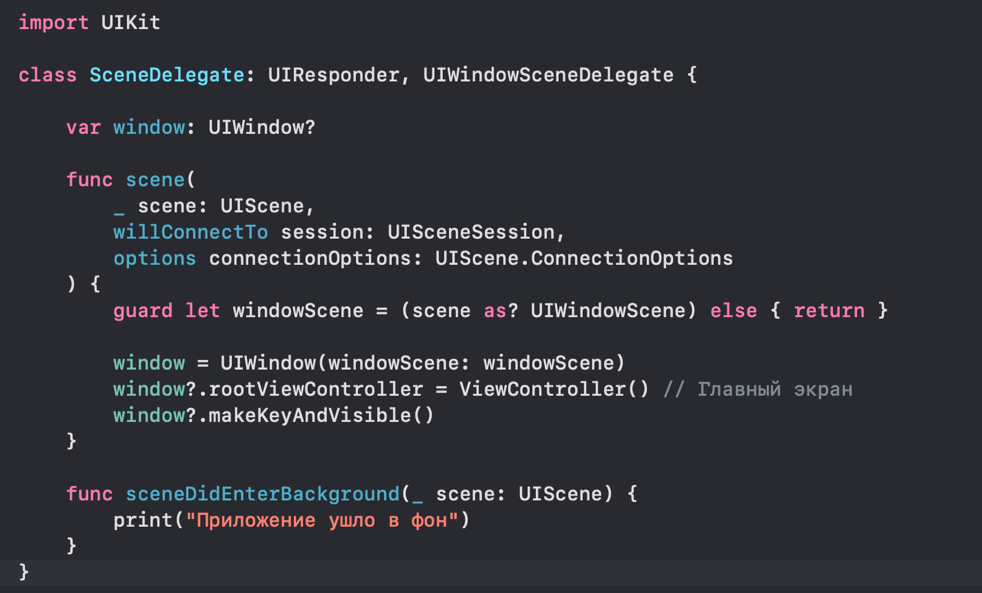 import UIKit
class SceneDelegate: UIResponder, UIWindowSceneDelegate {
var window: UIWindow?
func scene(
_ scene: UIScene,
willConnectTo session: UISceneSession,
options connectionOptions: UIScene.ConnectionOptions
) {
guard let windowScene = (scene as? UIWindowScene) else { return }
window = UIWindow(windowScene: windowScene)
window?.rootViewController = ViewController() // Главный экран
window?.makeKeyAndVisible()
}
func sceneDidEnterBackground(_ scene: UIScene) {
print("Приложение ушло в фон")
}
}